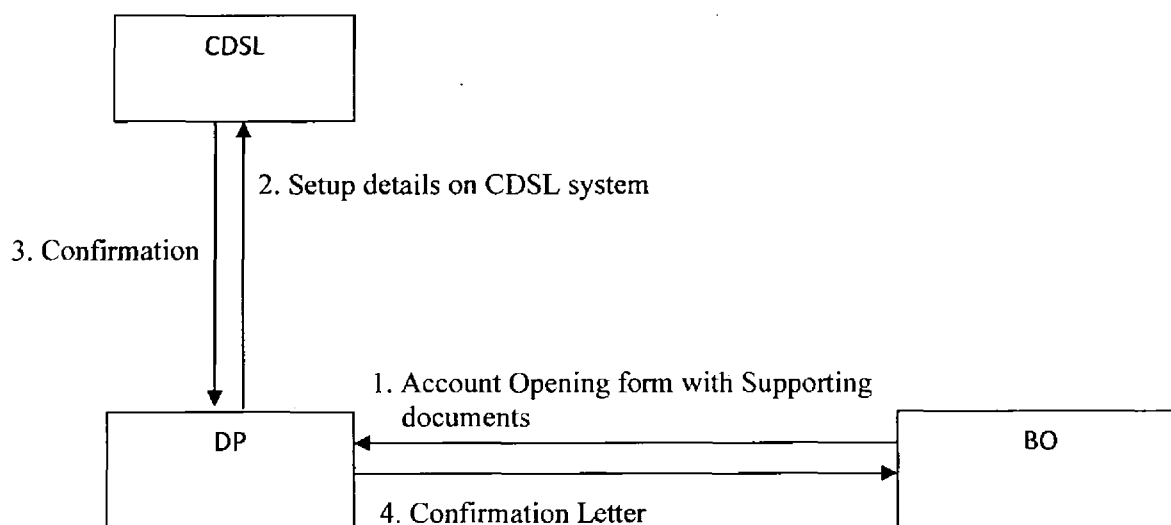 CDSL
2. Setup details on CDSL system
3. Confirmation
1. Account Opening form with Supporting
documents
DP
BO
4. Confirmation Letter